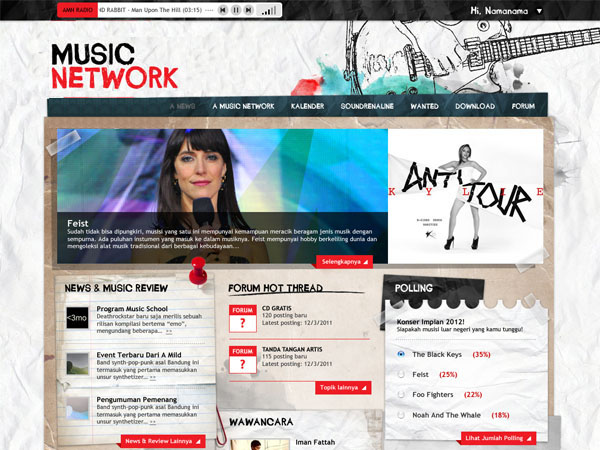 AMN RADIO
ND RABBIT - Man Upon The Hill (03:15)
Hi, Namanama
MUSIC
NETWORK
A NEWS A MUSIC NETWORK KALENDER SOUNDRENALINE WANTED DOWNLOAD FORUM
Feist
Sudah tidak bisa dipungkiri, musisi yang satu ini mempunyai kemampuan meracik beragam jenis musik dengan
sempurna. Ada puluhan instumen yang masuk ke dalam musiknya. Feist mempunyai hobby berkeliling dunia dan
mengoleksi alat musik tradisional dari berbagai kebudayaan....
Selengkapnya
ANTI
KYLIE
TOUR
NEWS & MUSIC REVIEW
<3mo
Program Music School
Deathrockstar baru saja merilis sebuah
rilisan kompilasi bertema “emo”,
mengundang beberapa... >>
Event Terbaru Dari A Mild
Band synth-pop-punk asal Bandung ini
termasuk yang pertama memasukkan
unsur synthetizer... >>
Pengumuman Pemenang
Band synth-pop-punk asal Bandung ini
termasuk yang pertama memasukkan
unsur synthetizer... >>
News & Review Lainnya
FORUM HOT THREAD
FORUM
?
CD GRATIS
120 posting baru
Latest posting: 12/3/2011
FORUM
?
TANDA TANGAN ARTIS
115 posting baru
Latest posting: 12/3/2011
Topik lainnya
WAWANCARA
Iman Fattah
POLLING
Konser Impian 2012!
Siapakah musisi luar negeri yang kamu tunggu!
The Black Keys (35%)
Feist (25%)
Foo Fighters (22%)
Noah And The Whale (18%)
Lihat Jumlah Polling